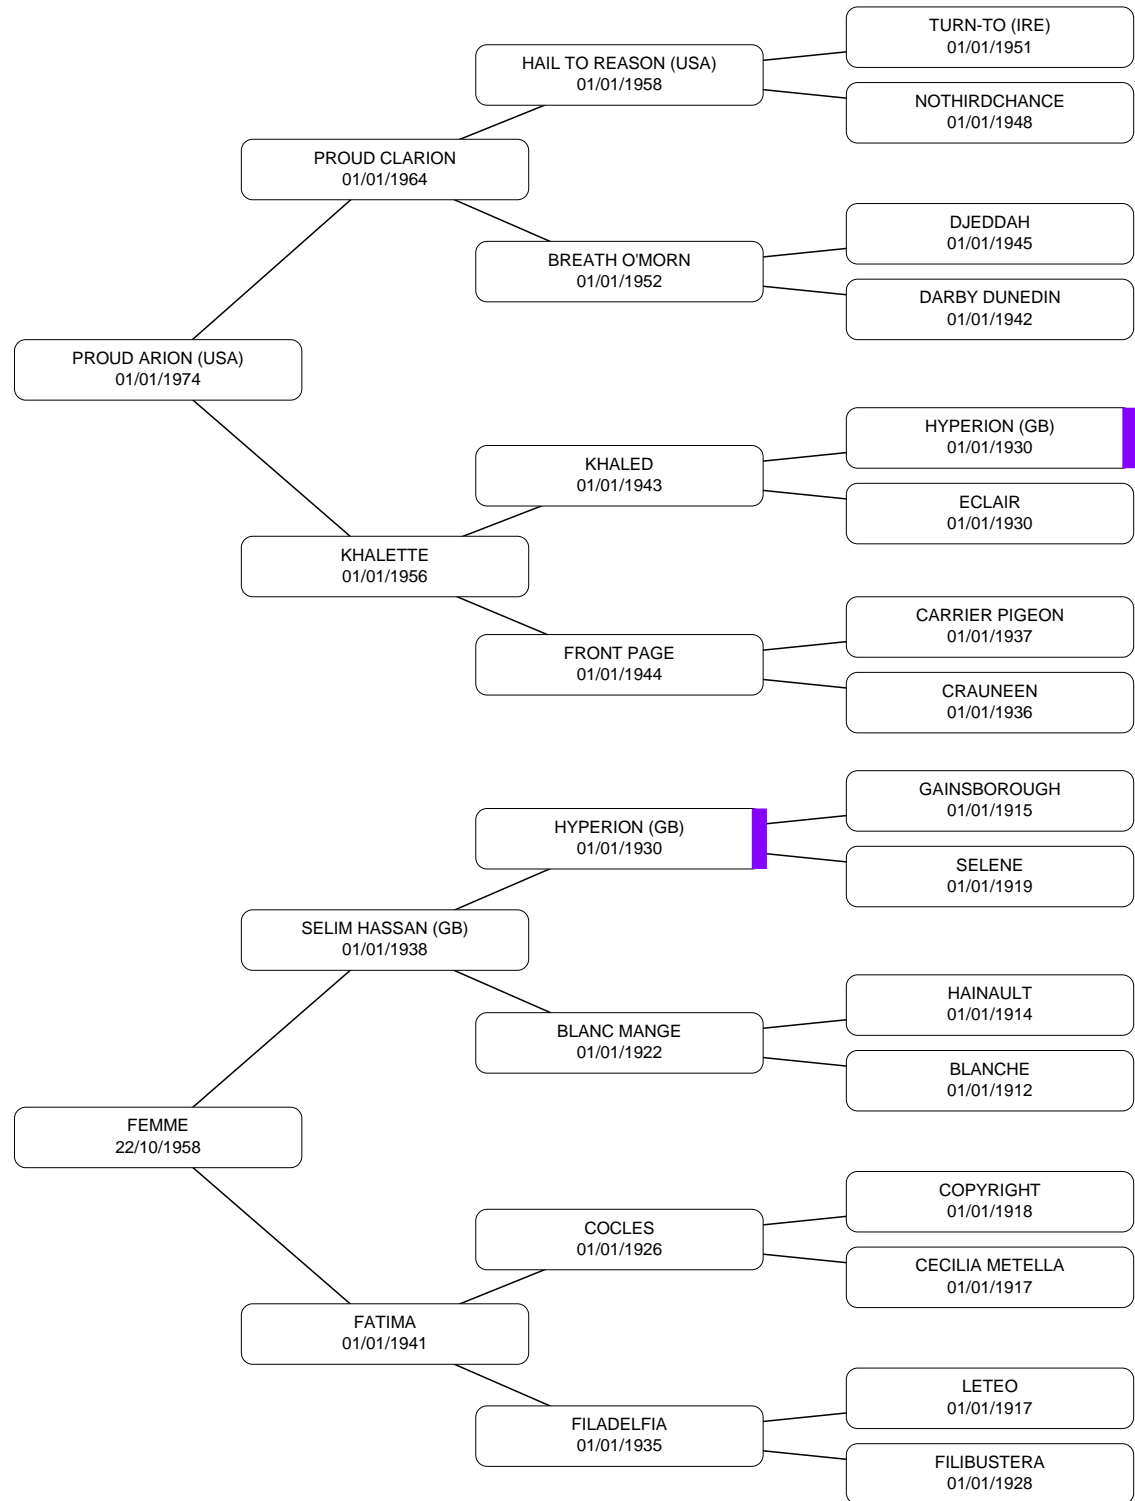 TURN-TO (IRE)
01/01/1951
HAIL TO REASON (USA)
01/01/1958
NOTHIRDCHANCE
01/01/1948
PROUD CLARION
01/01/1964
DJEDDAH
01/01/1945
BREATH O'MORN
01/01/1952
DARBY DUNEDIN
01/01/1942
PROUD ARION (USA)
01/01/1974
HYPERION (GB)
01/01/1930
KHALED
01/01/1943
ECLAIR
01/01/1930
KHALETTE
01/01/1956
CARRIER PIGEON
01/01/1937
FRONT PAGE
01/01/1944
CRAUNEEN
01/01/1936
GAINSBOROUGH
01/01/1915
HYPERION (GB)
01/01/1930
SELENE
01/01/1919
SELIM HASSAN (GB)
01/01/1938
HAINAULT
01/01/1914
BLANC MANGE
01/01/1922
BLANCHE
01/01/1912
FEMME
22/10/1958
COPYRIGHT
01/01/1918
COCLES
01/01/1926
CECILIA METELLA
01/01/1917
FATIMA
01/01/1941
LETEO
01/01/1917
FILADELFIA
01/01/1935
FILIBUSTERA
01/01/1928